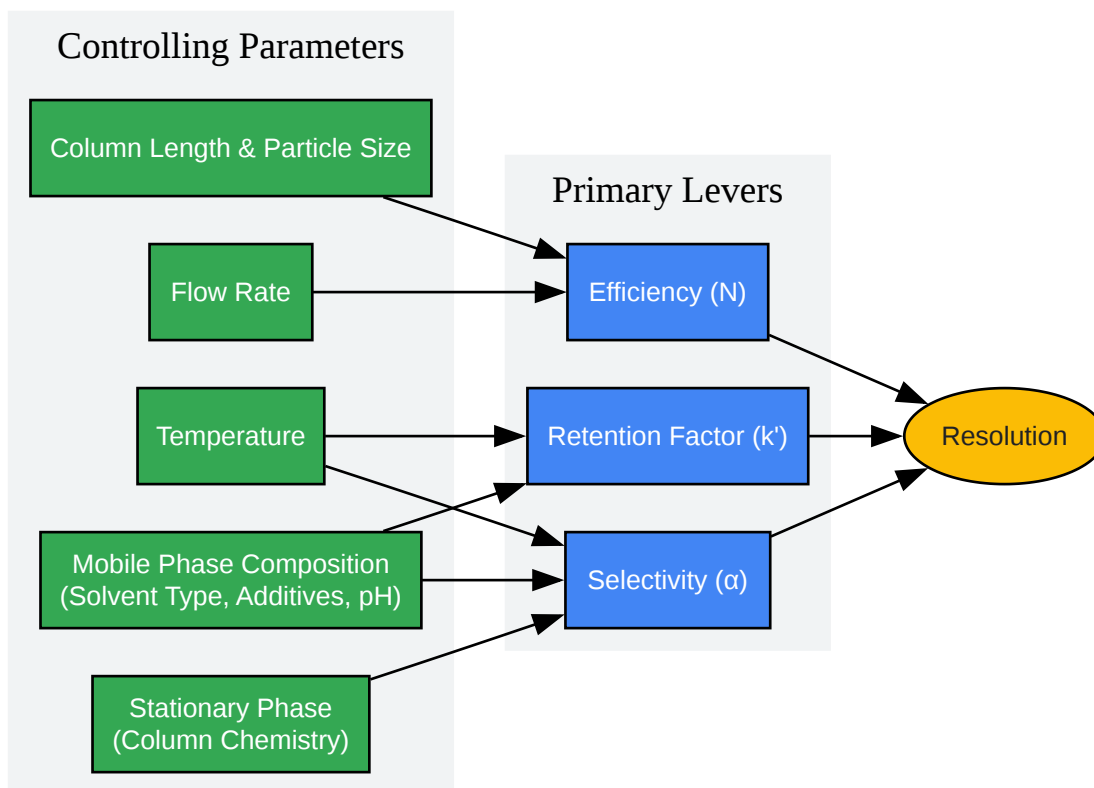 Controlling Parameters
Column Length & Particle Size
Flow Rate
Temperature
Mobile Phase Composition
(Solvent Type, Additives, pH)
Stationary Phase
(Column Chemistry)
Primary Levers
Efficiency (N)
Retention Factor (k')
Selectivity (α)
Resolution